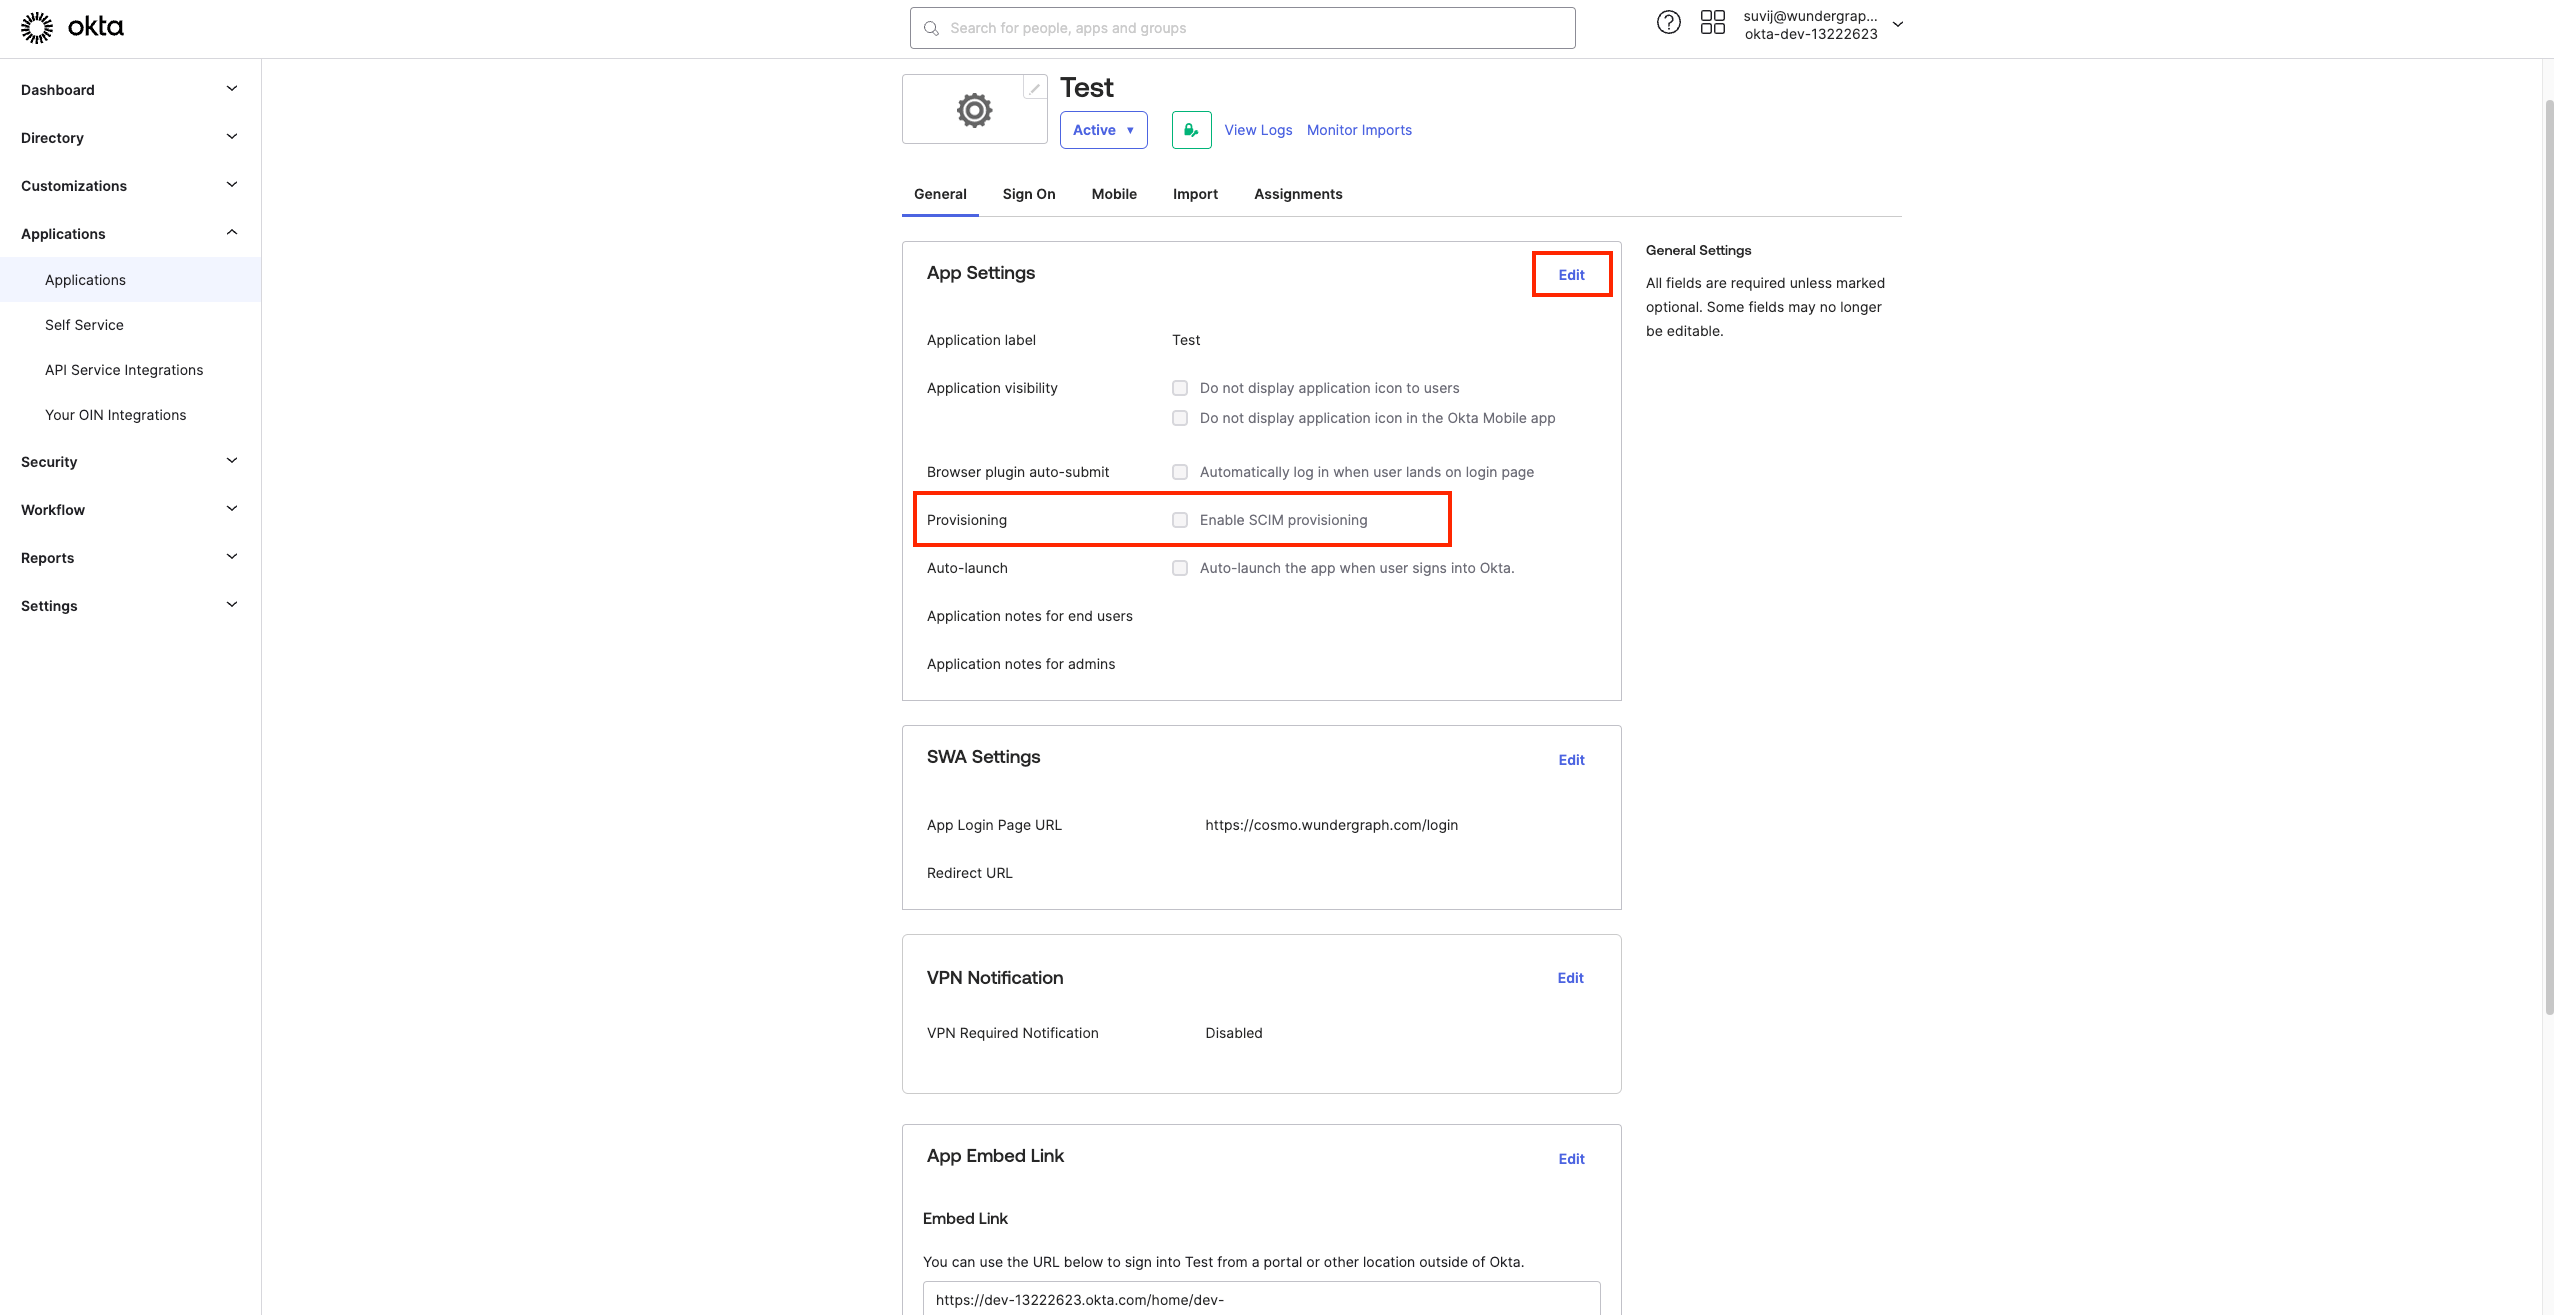 okta
Search for people, apps and groups
suvij@wundergrap...
okta-dev-13222623
Dashboard
Directory
Customizations
Applications
Applications
Self Service
API Service Integrations
Your OIN Integrations
Security
Workflow
Reports
Settings
Test
Active
View Logs
Monitor Imports
General
Sign On
Mobile
Import
Assignments
App Settings
Edit
Application label
Test
Application visibility
Do not display application icon to users
Do not display application icon in the Okta Mobile app
Browser plugin auto-submit
Automatically log in when user lands on login page
Provisioning
Enable SCIM provisioning
Auto-launch
Auto-launch the app when user signs into Okta.
Application notes for end users
Application notes for admins
General Settings
All fields are required unless marked
optional. Some fields may no longer
be editable.
SWA Settings
Edit
App Login Page URL
https://cosmo.wundergraph.com/login
Redirect URL
VPN Notification
Edit
VPN Required Notification
Disabled
App Embed Link
Edit
Embed Link
You can use the URL below to sign into Test from a portal or other location outside of Okta.
https://dev-13222623.okta.com/home/dev-